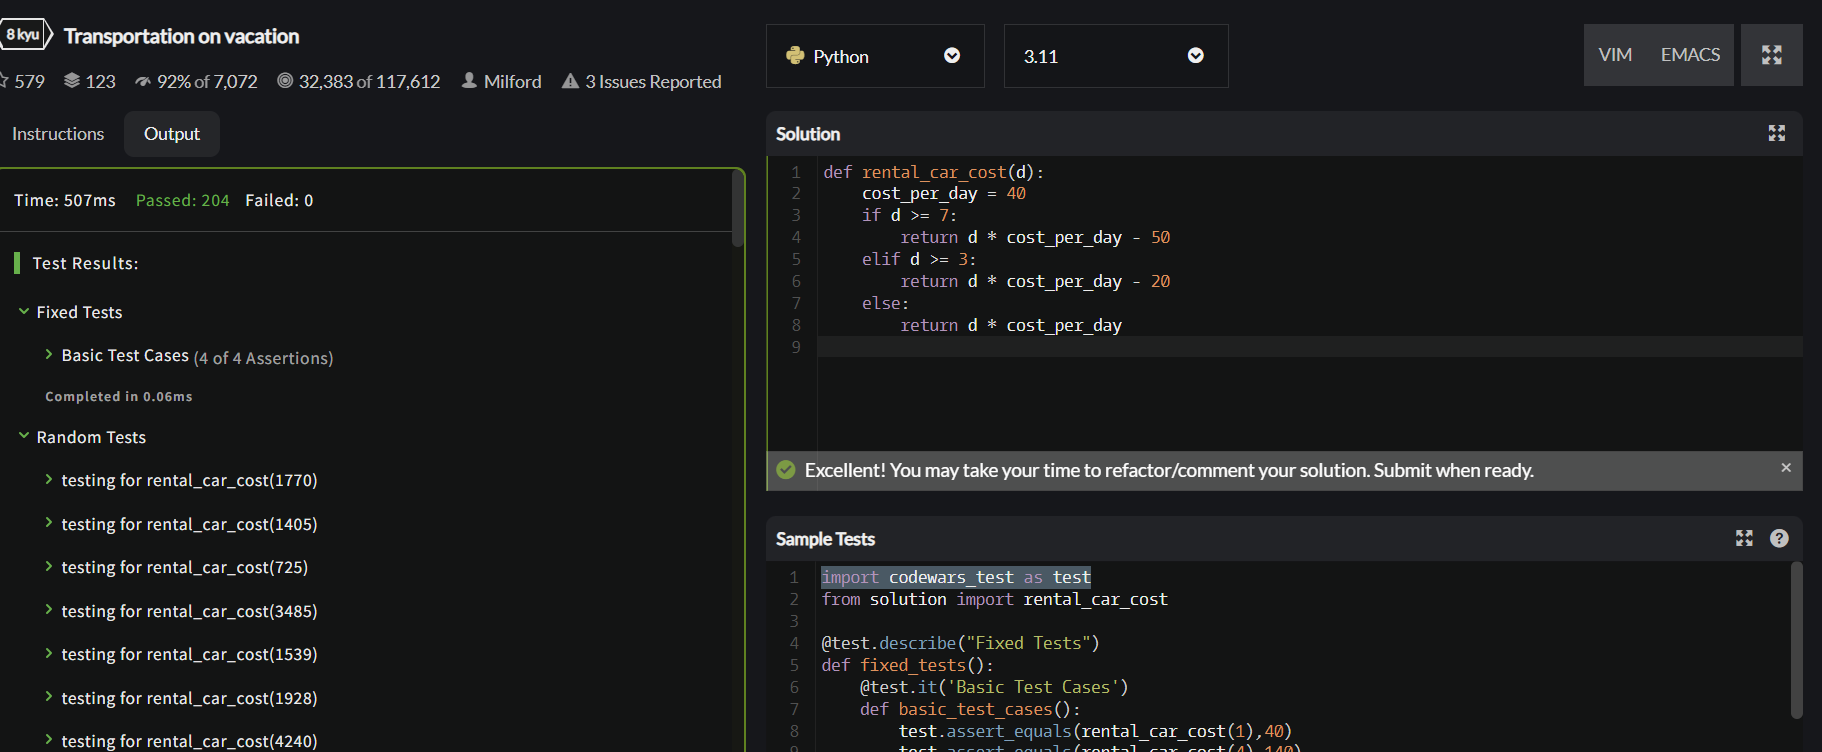 8 kyu Transportation on vacation
579 123 92% of 7,072 32,383 of 117,612 Milford 3 Issues Reported
Instructions Output
Time: 507ms Passed: 204 Failed: 0
Test Results:
Fixed Tests
Basic Test Cases (4 of 4 Assertions)
Completed in 0.06ms
Random Tests
testing for rental_car_cost(1770)
testing for rental_car_cost(1405)
testing for rental_car_cost(725)
testing for rental_car_cost(3485)
testing for rental_car_cost(1539)
testing for rental_car_cost(1928)
testing for rental_car_cost(4240)
Python 3.11 VIM EMACS
Solution
1 def rental_car_cost(d):
2 cost_per_day = 40
3 if d >= 7:
4 return d * cost_per_day - 50
5 elif d >= 3:
6 return d * cost_per_day - 20
7 else:
8 return d * cost_per_day
9
Excellent! You may take your time to refactor/comment your solution. Submit when ready. ×
Sample Tests ?
1 import codewars_test as test
2 from solution import rental_car_cost
3
4 @test.describe("Fixed Tests")
5 def fixed_tests():
6 @test.it('Basic Test Cases')
7 def basic_test_cases():
8 test.assert_equals(rental_car_cost(1),40)
9 test.assert_equals(rental_car_cost(4),140)